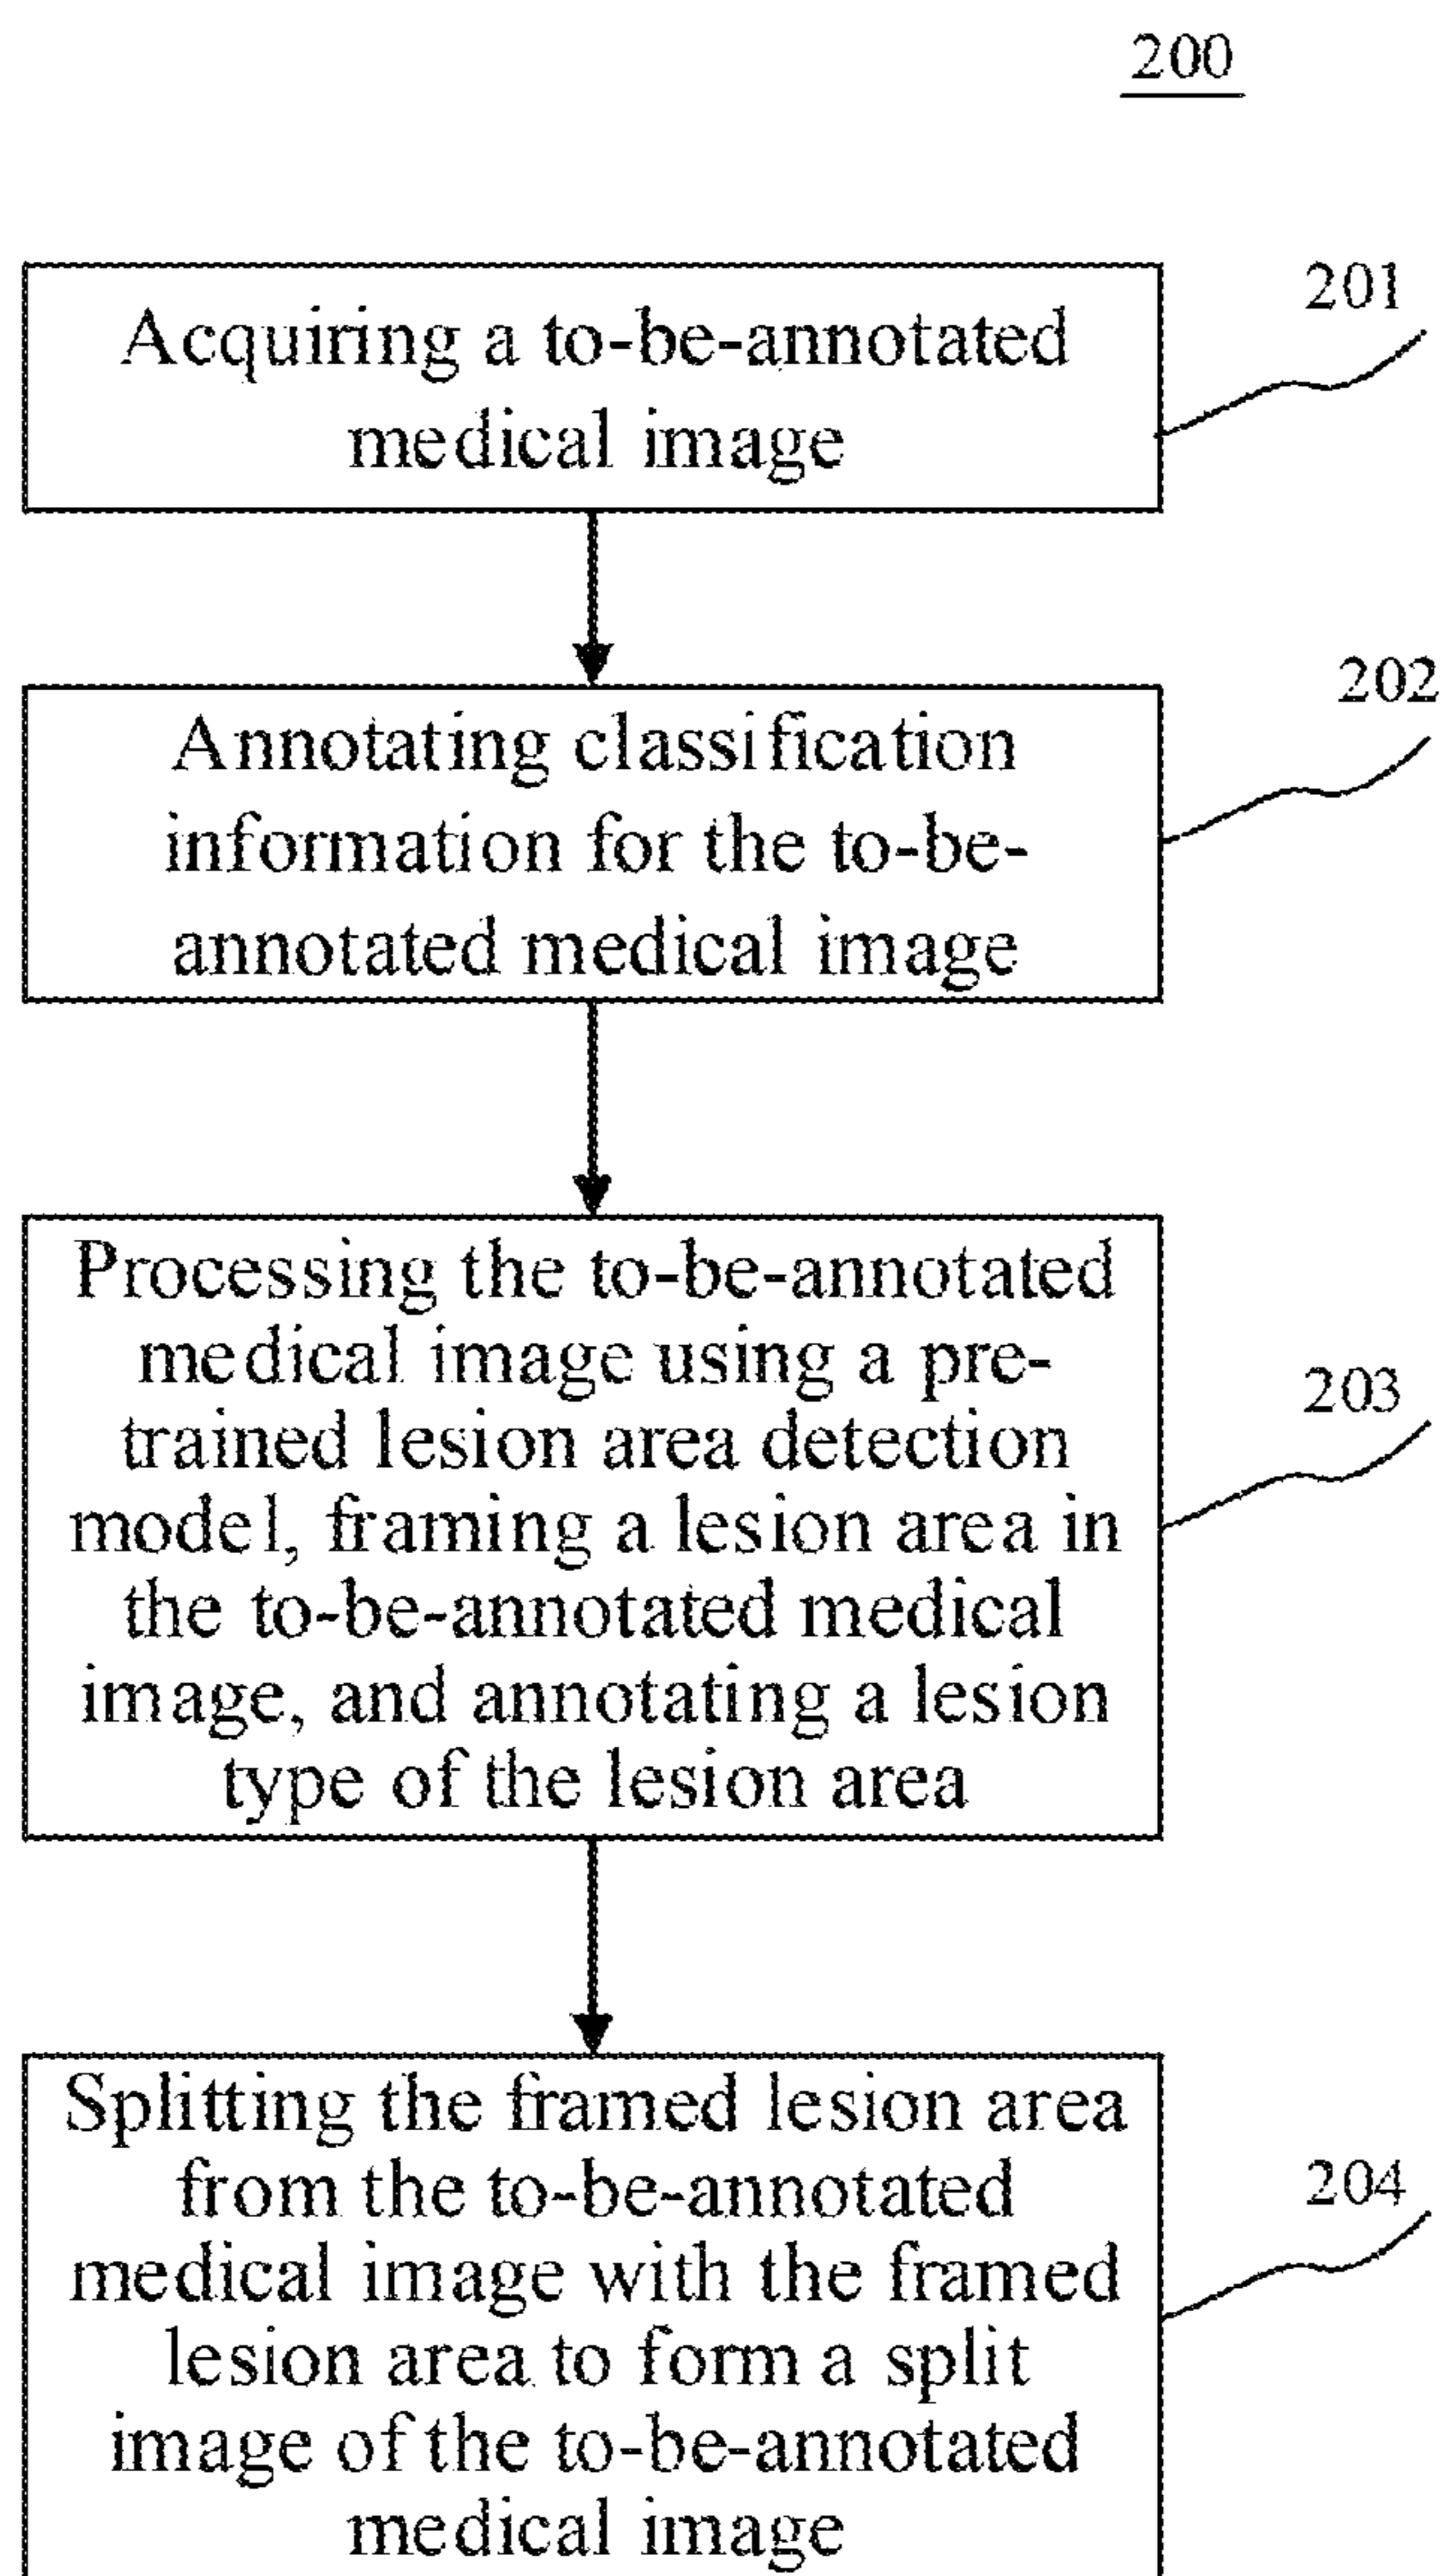 200
201
Acquiring a to-be-annotated
medical image
202
Annotating classification
information for the to-be-
annotated medical image
203
Processing the to-be-annotated
medical image using a pre-
trained lesion area detection
model, framing a lesion area in
the to-be-annotated medical
image, and annotating a lesion
type of the lesion area
204
Splitting the framed lesion area
from the to-be-annotated
medical image with the framed
lesion area to form a split
image of the to-be-annotated
medical image